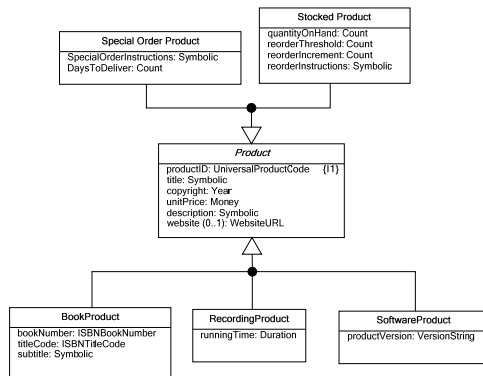 Stocked Product
quantityOnHand: Count
reorderThreshold: Count
reorderIncrement: Count
reorderInstructions: Symbolic
Special Order Product
SpecialOrderInstructions: Symbolic
DaysToDeliver: Count
Product
productID: UniversalProductCode {I1}
title: Symbolic
copyright: Year
unitPrice: Money
description: Symbolic
website (0..1): WebsiteURL
BookProduct
bookNumber: ISBNBookNumber
titleCode: ISBNTitleCode
subtitle: Symbolic
RecordingProduct
runningTime: Duration
SoftwareProduct
productVersion: VersionString